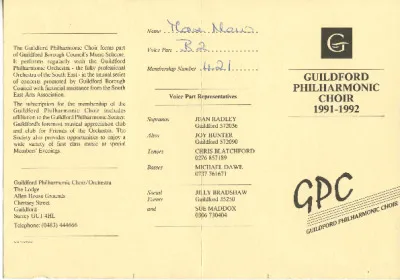 The Guildford Philharmonic Choir forms part
of Guildford Borough Council's Music Scheme.
It performs regularly with the Guildford
Philharmonic Orchestra - the fully professional
Orchestra of the South East - in the annual series
of concerts promoted by Guildford Borough
Council with financial assistance from the South
East Arts Association.
The subscription for the membership of the
Guildford Philharmonic Choir includes
affiliation to the Guildford Philharmonic Society,
Guildford's foremost musical appreciation club
and club for Friends of the Orchestra. The
Society also provides opportunities to enjoy a
wide variety of first class music at special
Members' Evenings.
Guildford Philharmonic Choir/Orchestra
The Lodge
Allen House Grounds
Chertsey Street
Guildford
Surrey GU1 4HL
Telephone: (0483) 444666
Name
Voice Part B2
Membership Number 421
Voice Part Representatives
Sopranos JEAN RADLEY
Guildford 572036
Altos JOY HUNTER
Guildford 572090
Tenors CHRIS BLATCHFORD
0276 857189
Basses MICHAEL DAWE
0737 761671
Social JILLY BRADSHAW
Events Guildford 35250
and SUE MADDOX
0306 730404
G
GUILDFORD
PHILHARMONIC
CHOIR
1991-1992
GPC
GUILDFORD PHILHARMONIC CHOIR